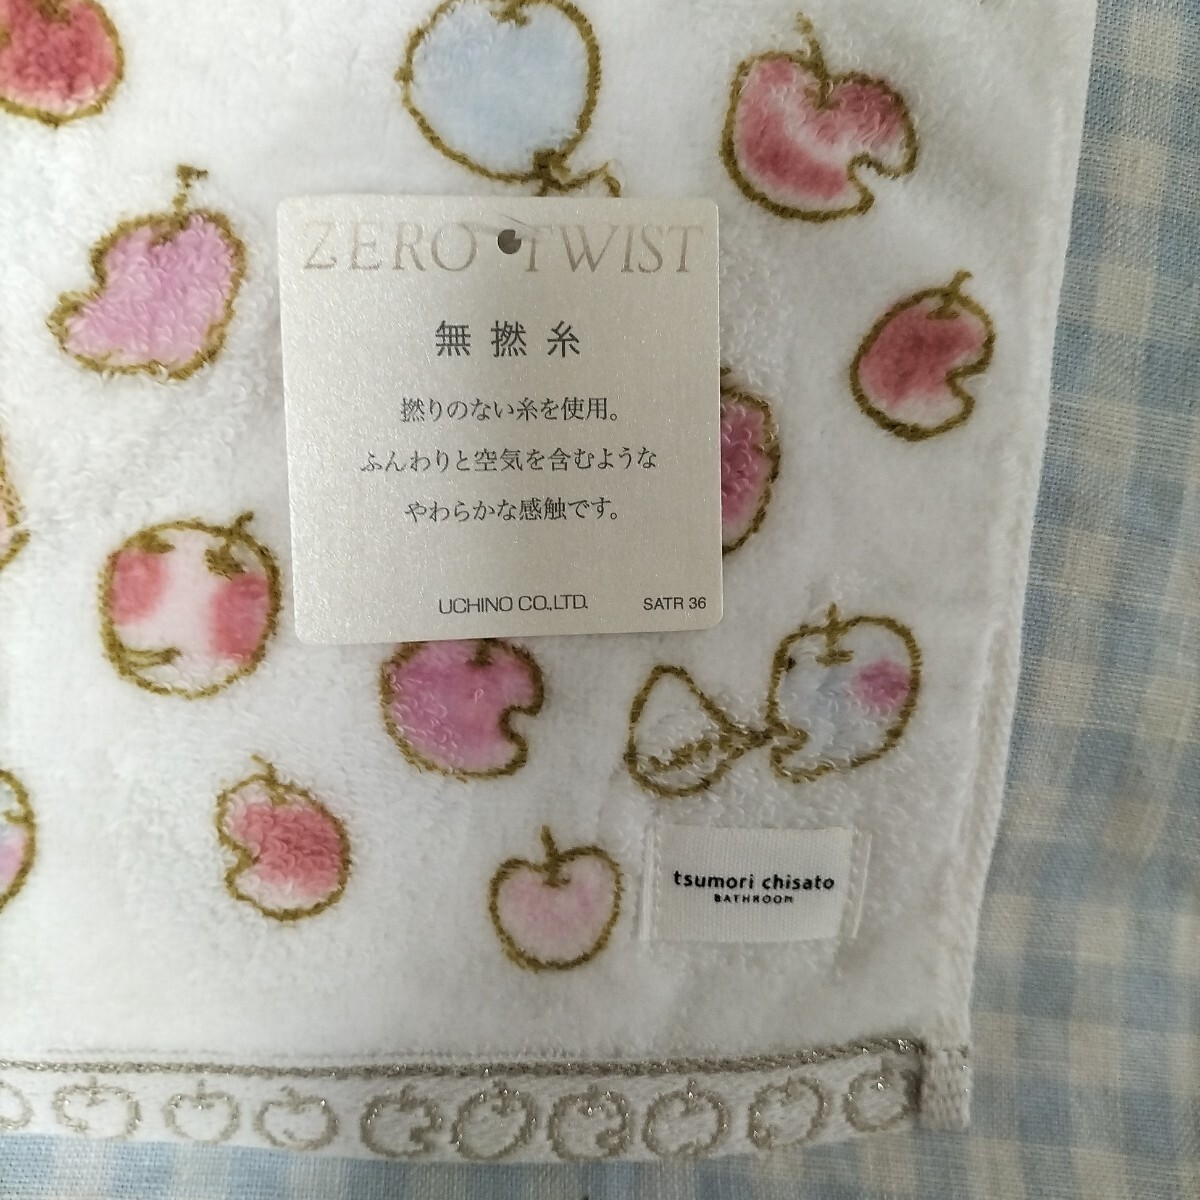 ZERO TWIST
無撚糸
撚りのない糸を使用。
ふんわりと空気を含むような
やわらかな感触です。
UCHINO CO.,LTD.
SATR 36
tsumori chisato
BATHROOM